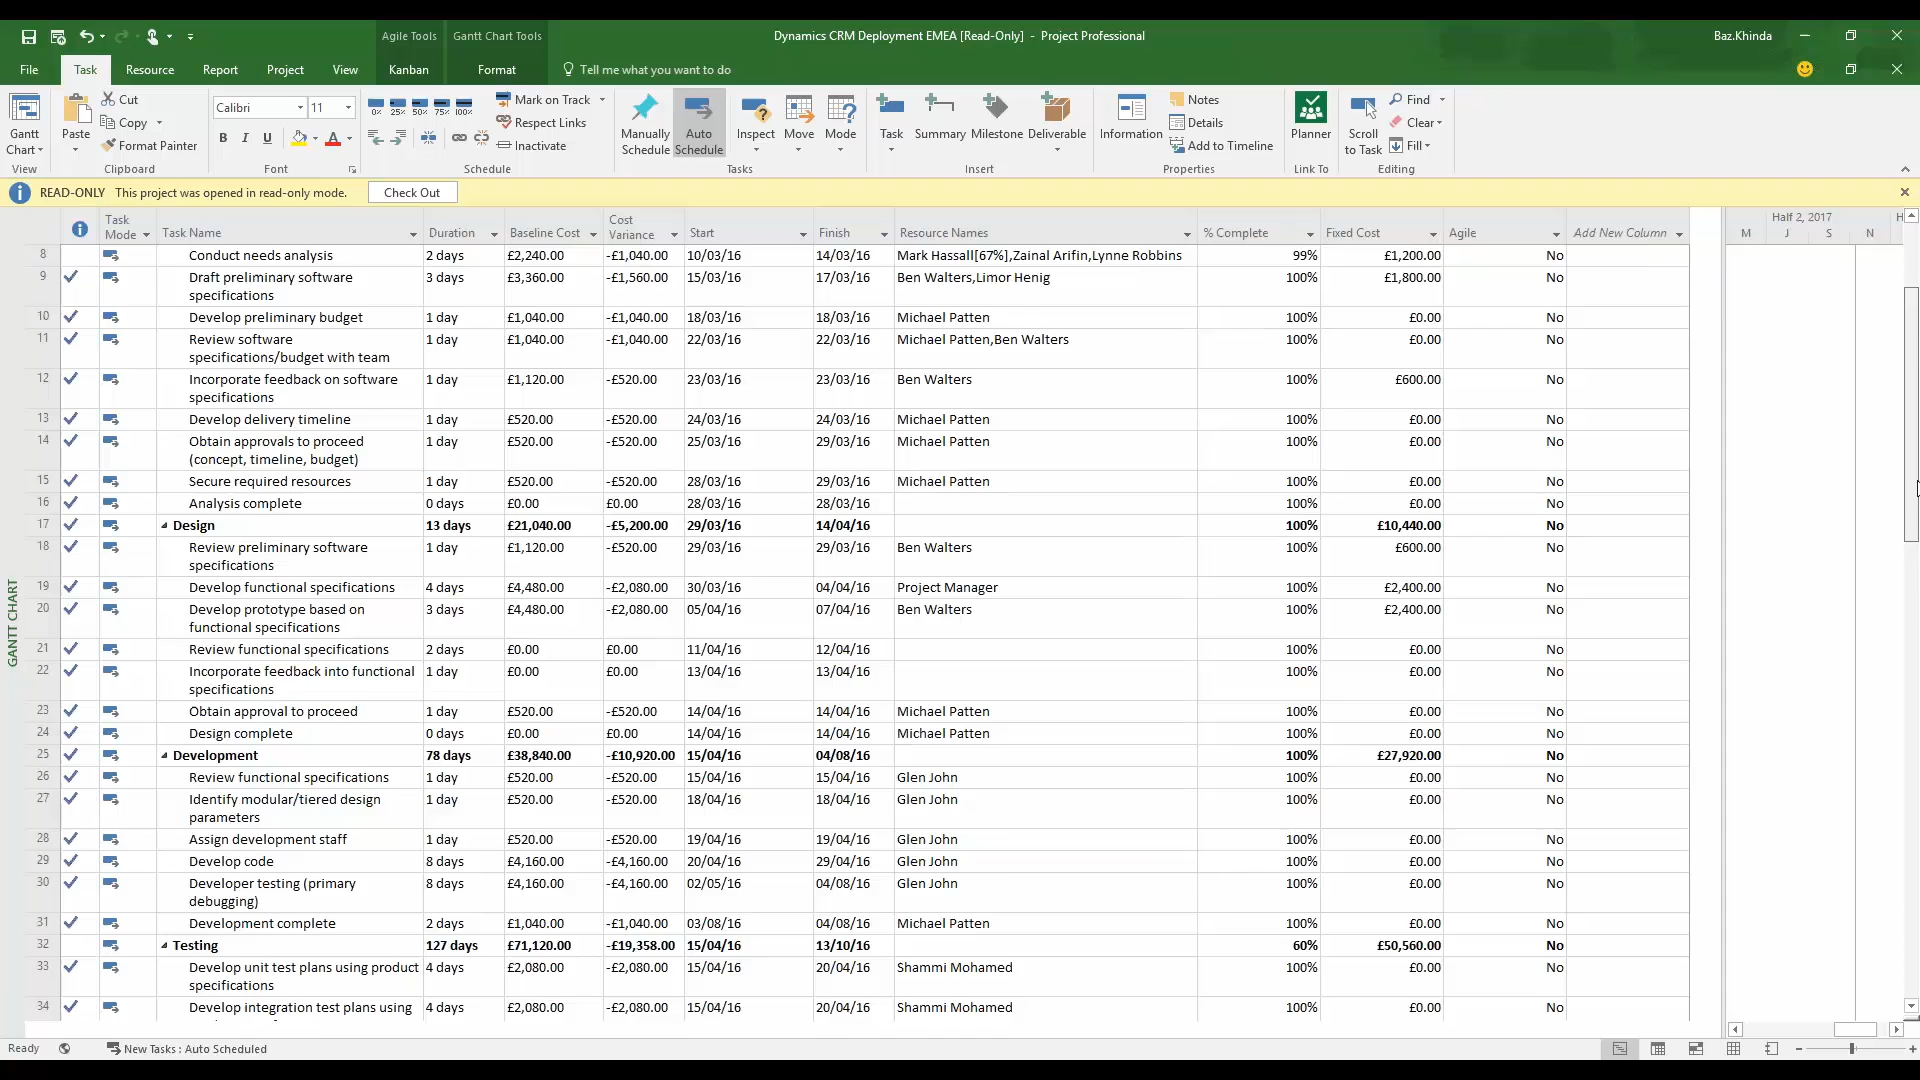 Agile Tools Gantt Chart Tools Dynamics CRM Deployment EMEA [Read-Only] - Project Professional Baz.Khinda
File Task Resource Report Project View Kanban Format Tell me what you want to do
Gantt Chart Paste Cut Copy Format Painter
Calibri 11
B I U A
0% 25% 50% 75% 100%
Mark on Track Respect Links Inactivate
Manually Schedule Auto Schedule Inspect Move Mode
Task Summary Milestone Deliverable
Information Notes Details Add to Timeline
Planner Scroll to Task Find Clear Fill
View Clipboard Font Schedule Tasks Insert Properties Link To Editing
READ-ONLY This project was opened in read-only mode. Check Out
Task Mode Task Name Duration Baseline Cost Cost Variance Start Finish Resource Names % Complete Fixed Cost Agile Add New Column
Half 2, 2017 H
M J S N
GANTT CHART
8 Conduct needs analysis 2 days £2,240.00 -£1,040.00 10/03/16 14/03/16 Mark Hassall[67%],Zainal Arifin,Lynne Robbins 99% £1,200.00 No
9 Draft preliminary software 3 days £3,360.00 -£1,560.00 15/03/16 17/03/16 Ben Walters,Limor Henig 100% £1,800.00 No
specifications
10 Develop preliminary budget 1 day £1,040.00 -£1,040.00 18/03/16 18/03/16 Michael Patten 100% £0.00 No
11 Review software 1 day £1,040.00 -£1,040.00 22/03/16 22/03/16 Michael Patten,Ben Walters 100% £0.00 No
specifications/budget with team
12 Incorporate feedback on software 1 day £1,120.00 -£520.00 23/03/16 23/03/16 Ben Walters 100% £600.00 No
specifications
13 Develop delivery timeline 1 day £520.00 -£520.00 24/03/16 24/03/16 Michael Patten 100% £0.00 No
14 Obtain approvals to proceed 1 day £520.00 -£520.00 25/03/16 29/03/16 Michael Patten 100% £0.00 No
(concept, timeline, budget)
15 Secure required resources 1 day £520.00 -£520.00 28/03/16 29/03/16 Michael Patten 100% £0.00 No
16 Analysis complete 0 days £0.00 £0.00 28/03/16 28/03/16 100% £0.00 No
17 Design 13 days £21,040.00 -£5,200.00 29/03/16 14/04/16 100% £10,440.00 No
18 Review preliminary software 1 day £1,120.00 -£520.00 29/03/16 29/03/16 Ben Walters 100% £600.00 No
specifications
19 Develop functional specifications 4 days £4,480.00 -£2,080.00 30/03/16 04/04/16 Project Manager 100% £2,400.00 No
20 Develop prototype based on 3 days £4,480.00 -£2,080.00 05/04/16 07/04/16 Ben Walters 100% £2,400.00 No
functional specifications
21 Review functional specifications 2 days £0.00 £0.00 11/04/16 12/04/16 100% £0.00 No
22 Incorporate feedback into functional 1 day £0.00 £0.00 13/04/16 13/04/16 100% £0.00 No
specifications
23 Obtain approval to proceed 1 day £520.00 -£520.00 14/04/16 14/04/16 Michael Patten 100% £0.00 No
24 Design complete 0 days £0.00 £0.00 14/04/16 14/04/16 Michael Patten 100% £0.00 No
25 Development 78 days £38,840.00 -£10,920.00 15/04/16 04/08/16 100% £27,920.00 No
26 Review functional specifications 1 day £520.00 -£520.00 15/04/16 15/04/16 Glen John 100% £0.00 No
27 Identify modular/tiered design 1 day £520.00 -£520.00 18/04/16 18/04/16 Glen John 100% £0.00 No
parameters
28 Assign development staff 1 day £520.00 -£520.00 19/04/16 19/04/16 Glen John 100% £0.00 No
29 Develop code 8 days £4,160.00 -£4,160.00 20/04/16 29/04/16 Glen John 100% £0.00 No
30 Developer testing (primary 8 days £4,160.00 -£4,160.00 02/05/16 04/08/16 Glen John 100% £0.00 No
debugging)
31 Development complete 2 days £1,040.00 -£1,040.00 03/08/16 04/08/16 Michael Patten 100% £0.00 No
32 Testing 127 days £71,120.00 -£19,358.00 15/04/16 13/10/16 60% £50,560.00 No
33 Develop unit test plans using product 4 days £2,080.00 -£2,080.00 15/04/16 20/04/16 Shammi Mohamed 100% £0.00 No
specifications
34 Develop integration test plans using 4 days £2,080.00 -£2,080.00 15/04/16 20/04/16 Shammi Mohamed 100% £0.00 No
Ready New Tasks : Auto Scheduled